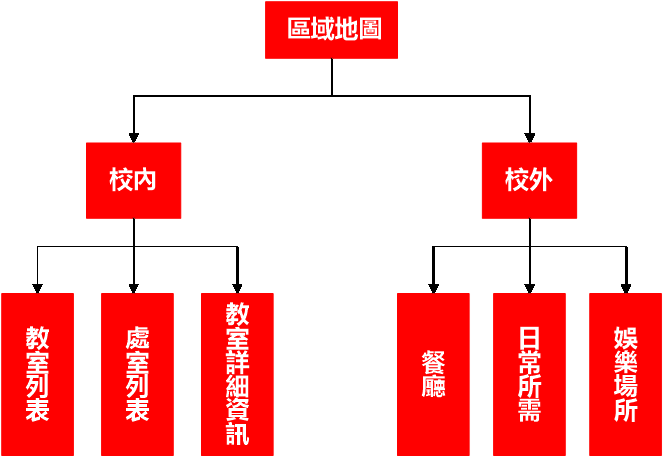 區域地圖
校內
校外
教室列表
處室列表
教室詳細資訊
餐廳
日常所需
娛樂場所